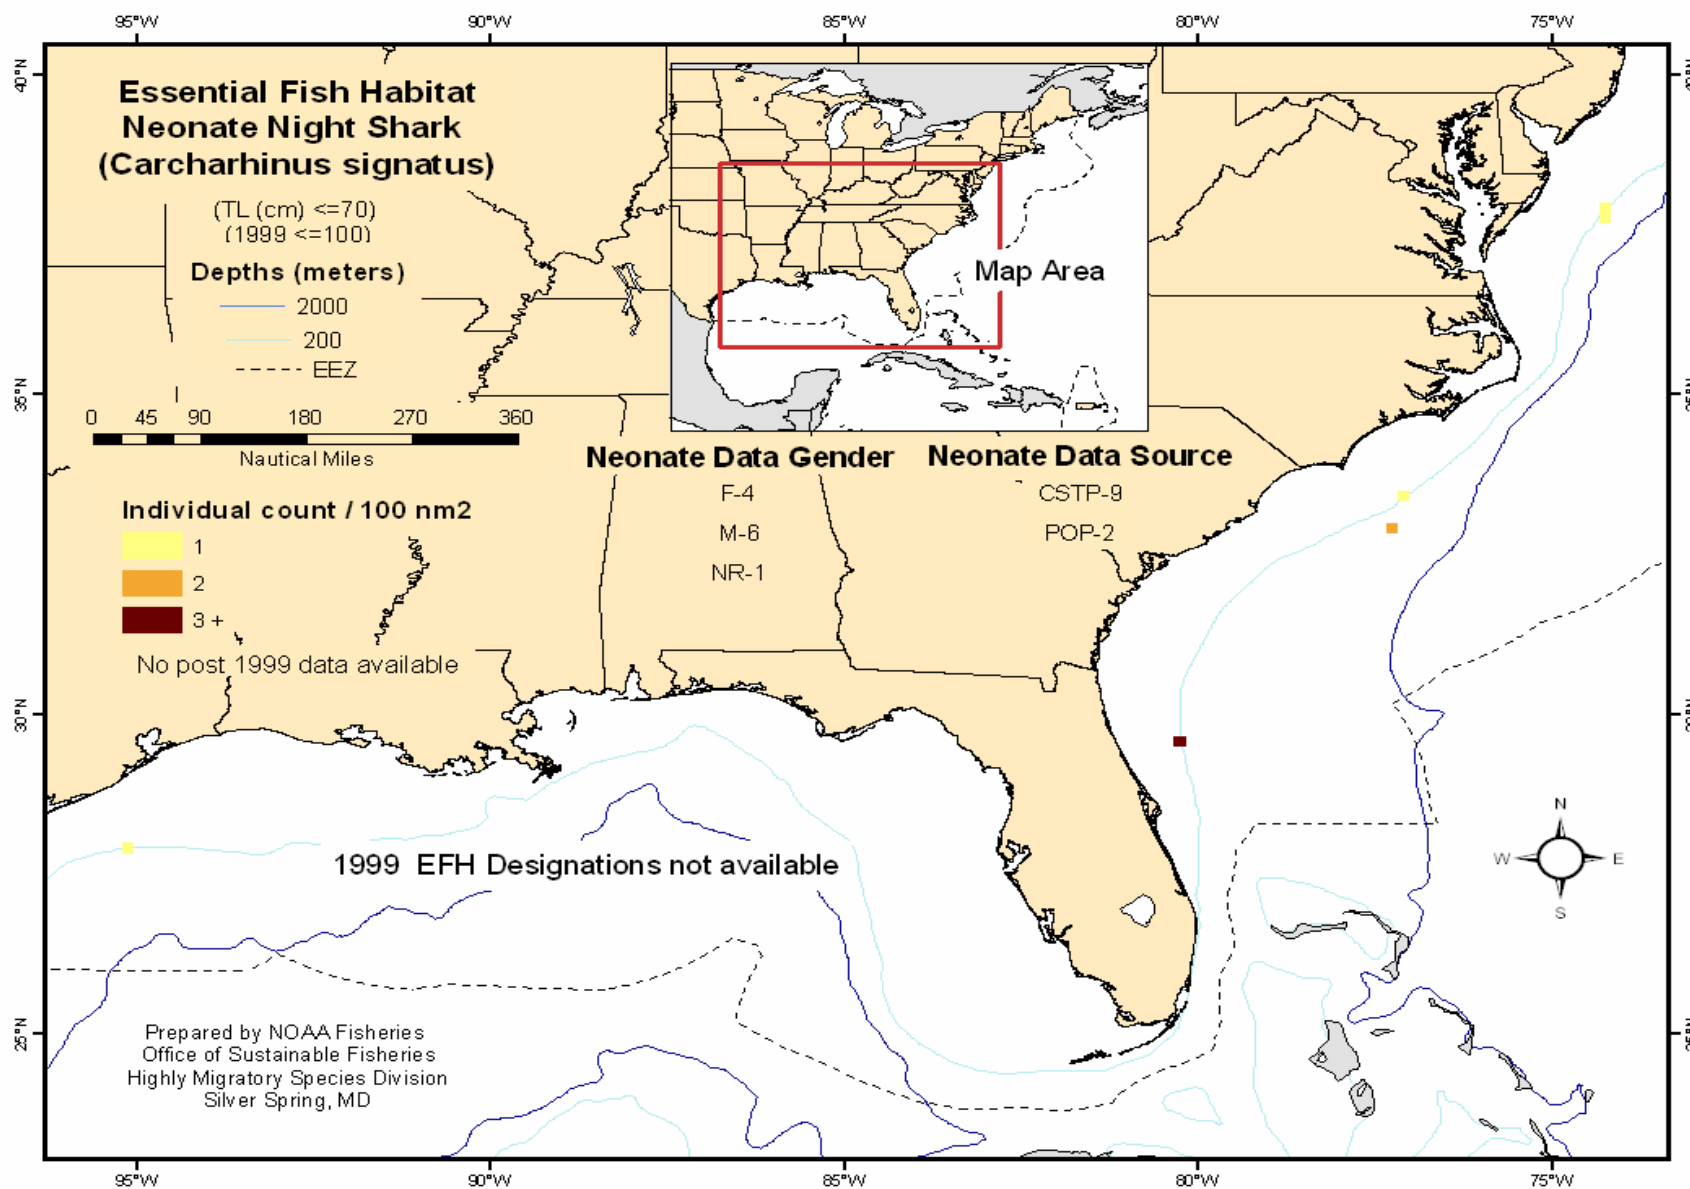 95°W 90°W 85°W 80°W 75°W
40°N 40°N
Essential Fish Habitat
Neonate Night Shark
(Carcharhinus signatus)
(TL (cm) <=70)
(1999 <=100)
Depths (meters)
2000
200
EEZ
Map Area
35°N 35°N
0 45 90 180 270 360
Nautical Miles
Neonate Data Gender Neonate Data Source
F-4 CSTP-9
M-6 POP-2
NR-1
Individual count / 100 nm2
1
2
3 +
No post 1999 data available
30°N 30°N
1999 EFH Designations not available
N
W E
S
25°N 25°N
Prepared by NOAA Fisheries
Office of Sustainable Fisheries
Highly Migratory Species Division
Silver Spring, MD
95°W 90°W 85°W 80°W 75°W